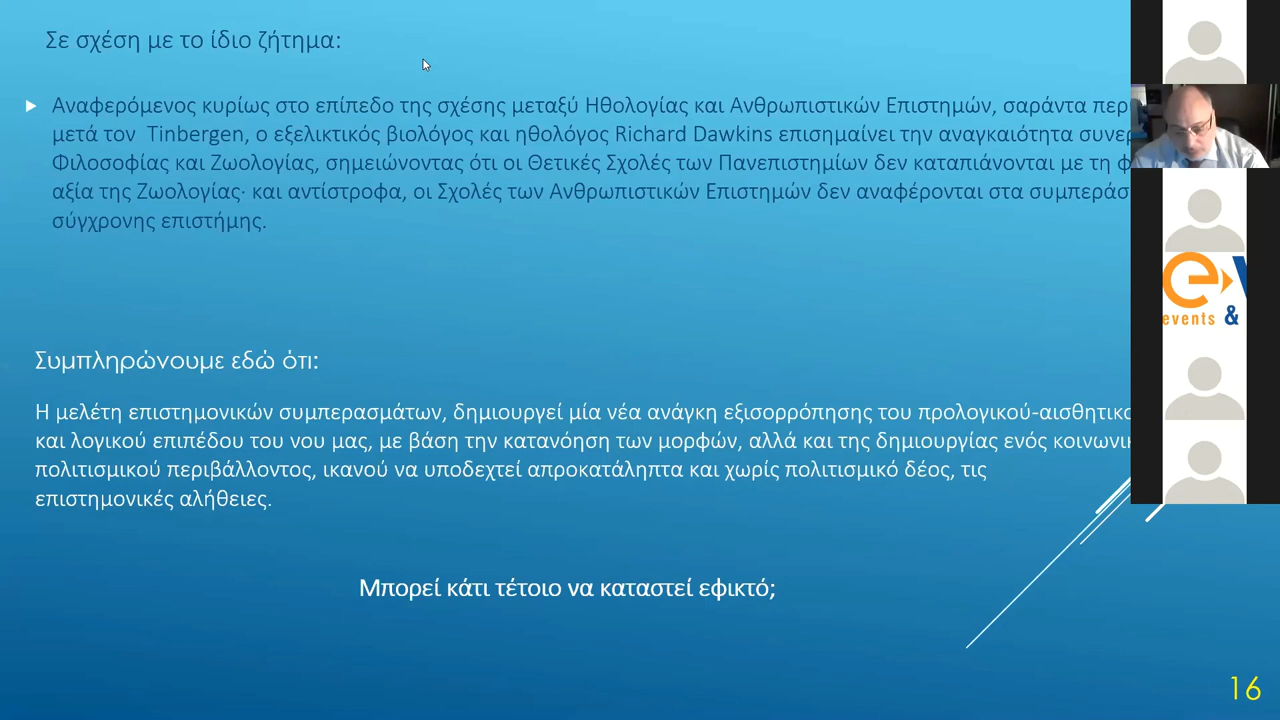 Σε σχέση με το ίδιο ζήτημα:
Αναφερόμενος κυρίως στο επίπεδο της σχέσης μεταξύ Ηθολογίας και Ανθρωπιστικών Επιστημών, σαράντα
μετά τον Tinbergen, ο εξελικτικός βιολόγος και ηθολόγος Richard Dawkins επισημαίνει την αναγκαιότητα
Φιλοσοφίας και Ζωολογίας, σημειώνοντας ότι οι Θετικές Σχολές των Πανεπιστημίων δεν καταπιάνονται με τη
αξία της Ζωολογίας· και αντίστροφα, οι Σχολές των Ανθρωπιστικών Επιστημών δεν αναφέρονται στα
σύγχρονης επιστήμης.
Συμπληρώνουμε εδώ ότι:
Η μελέτη επιστημονικών συμπερασμάτων, δημιουργεί μία νέα ανάγκη εξισορρόπησης του
και λογικού επιπέδου του νου μας, με βάση την κατανόηση των μορφών, αλλά και της δημιουργίας ενός
πολιτισμικού περιβάλλοντος, ικανού να υποδεχτεί απροκατάληπτα και χωρίς πολιτισμικό δέος, τις
επιστημονικές αλήθειες.
Μπορεί κάτι τέτοιο να καταστεί εφικτό;
events &
16